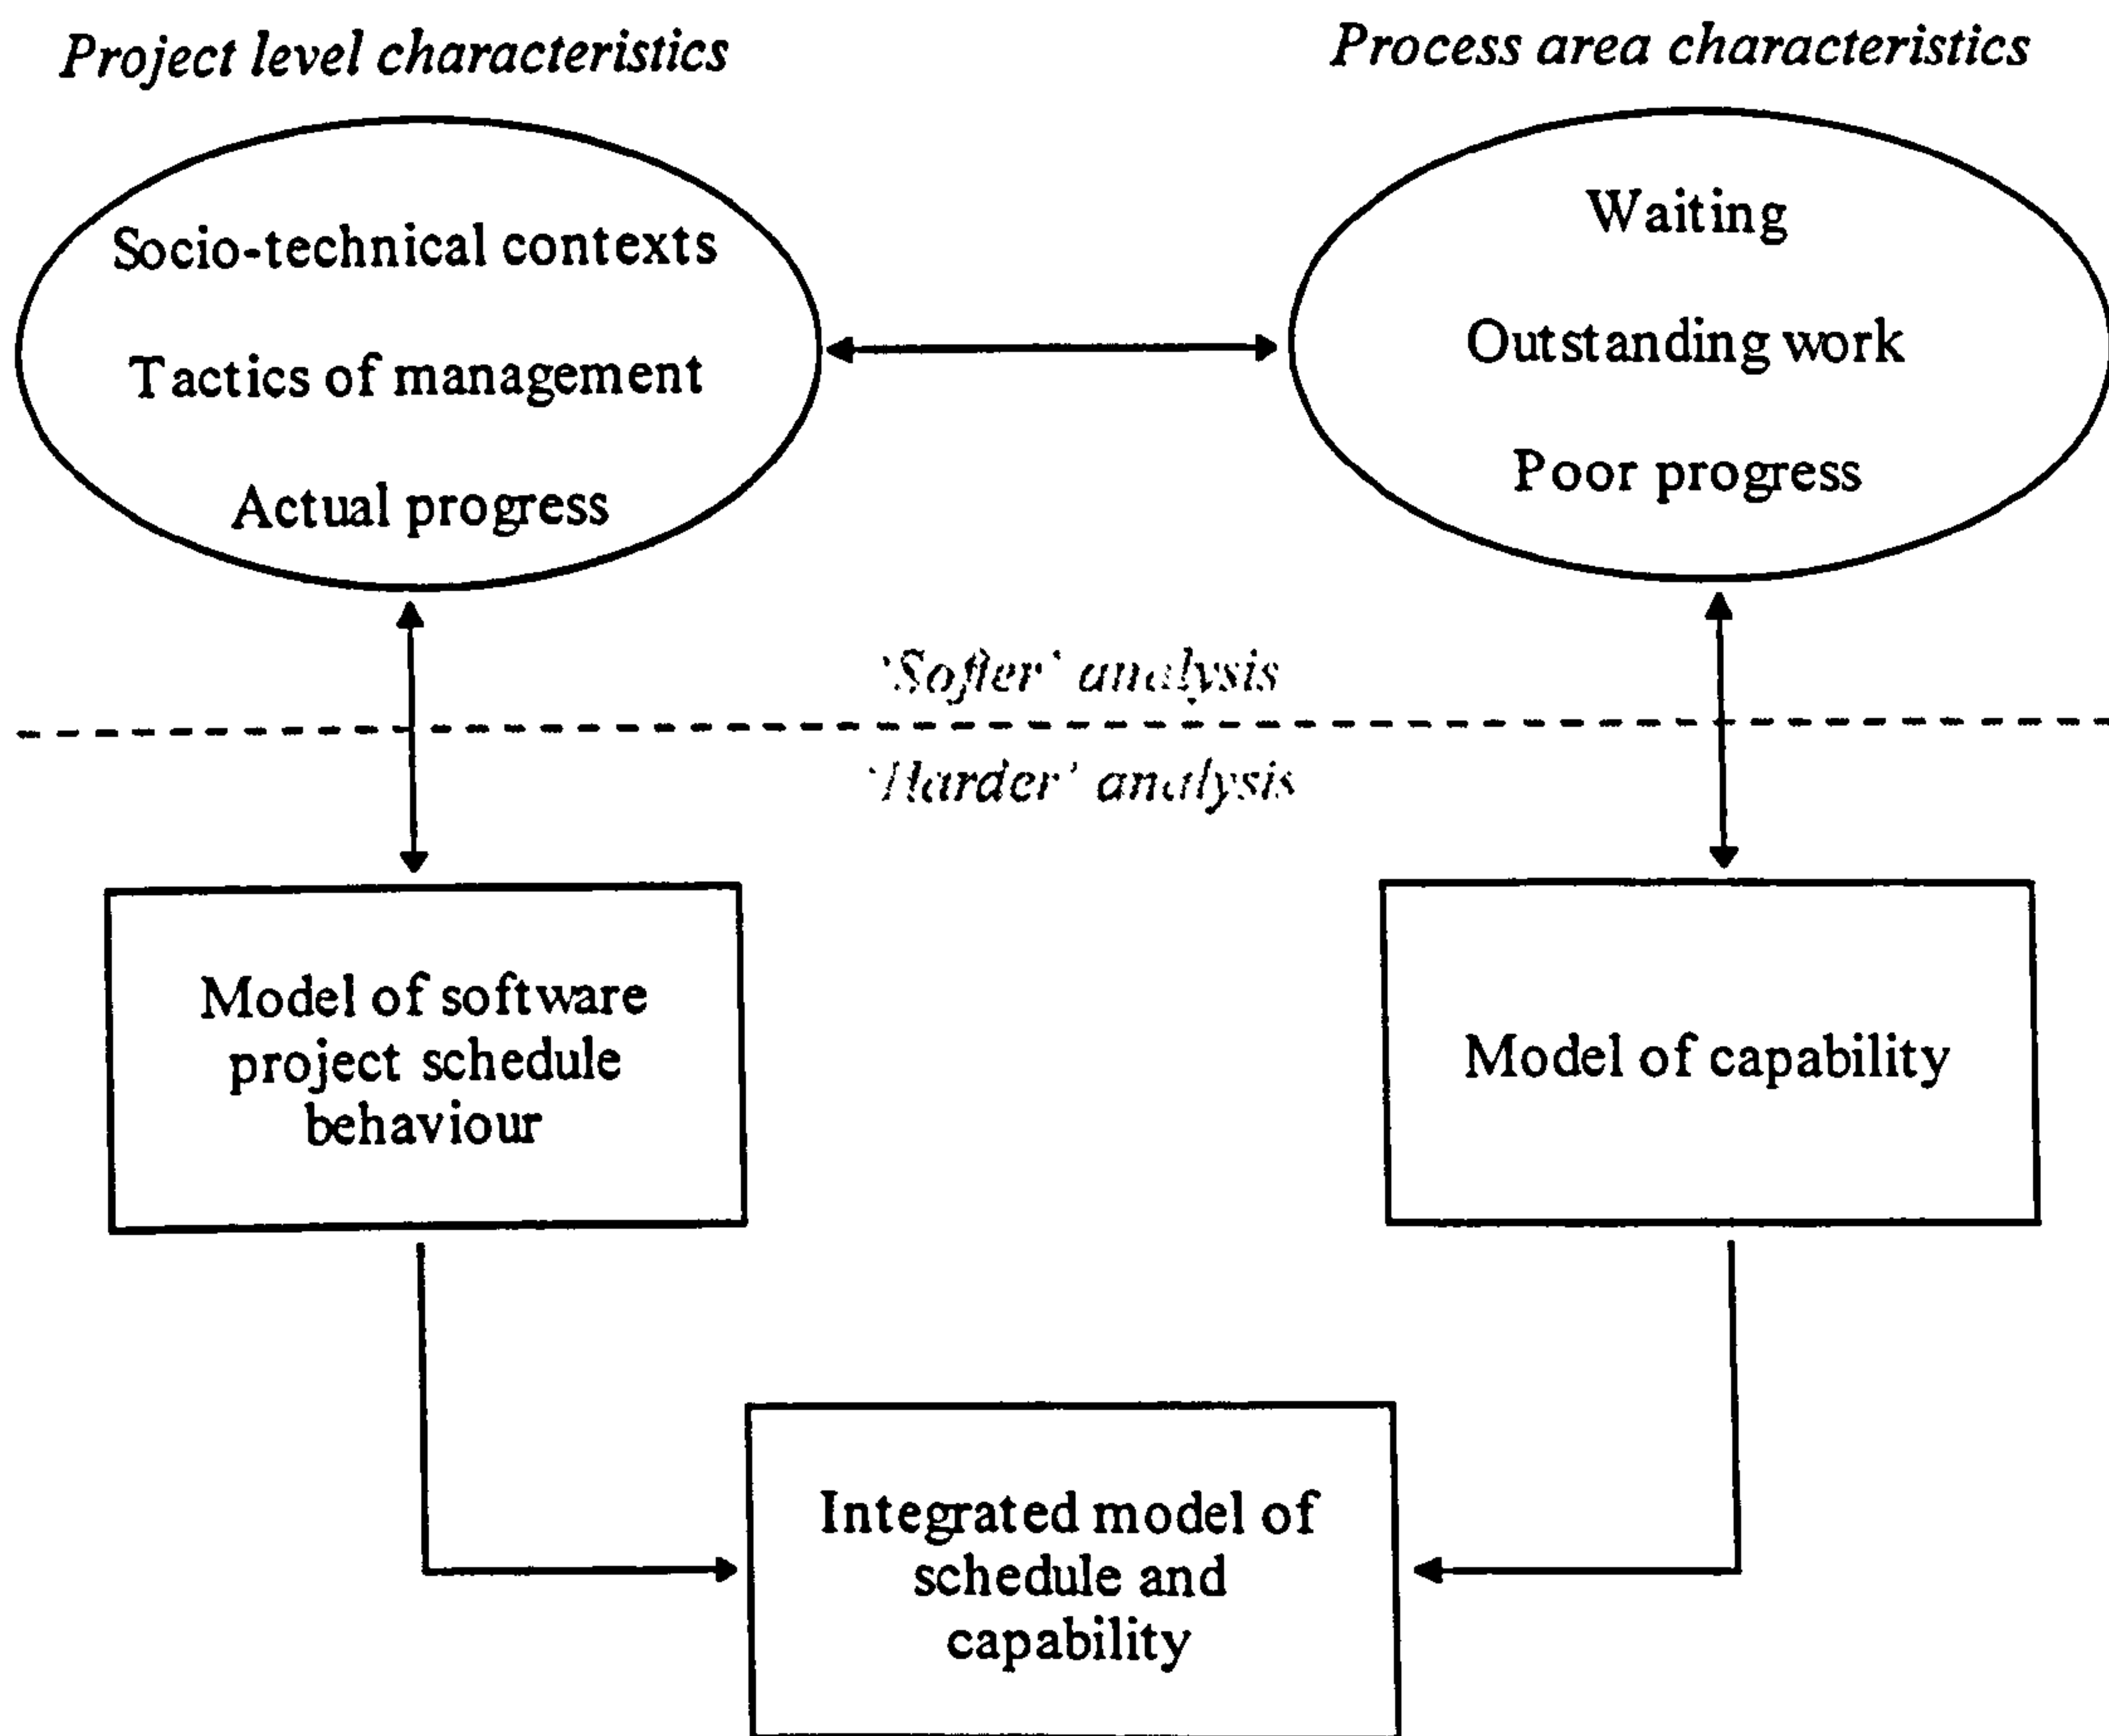 Project level characteristics
Process area characteristics
Socio-technical contexts
Tactics of management
Actual progress
Waiting
Outstanding work
Poor progress
'Softer' analysis
'Harder' analysis
Model of software
project schedule
behaviour
Model of capability
Integrated model of
schedule and
capability